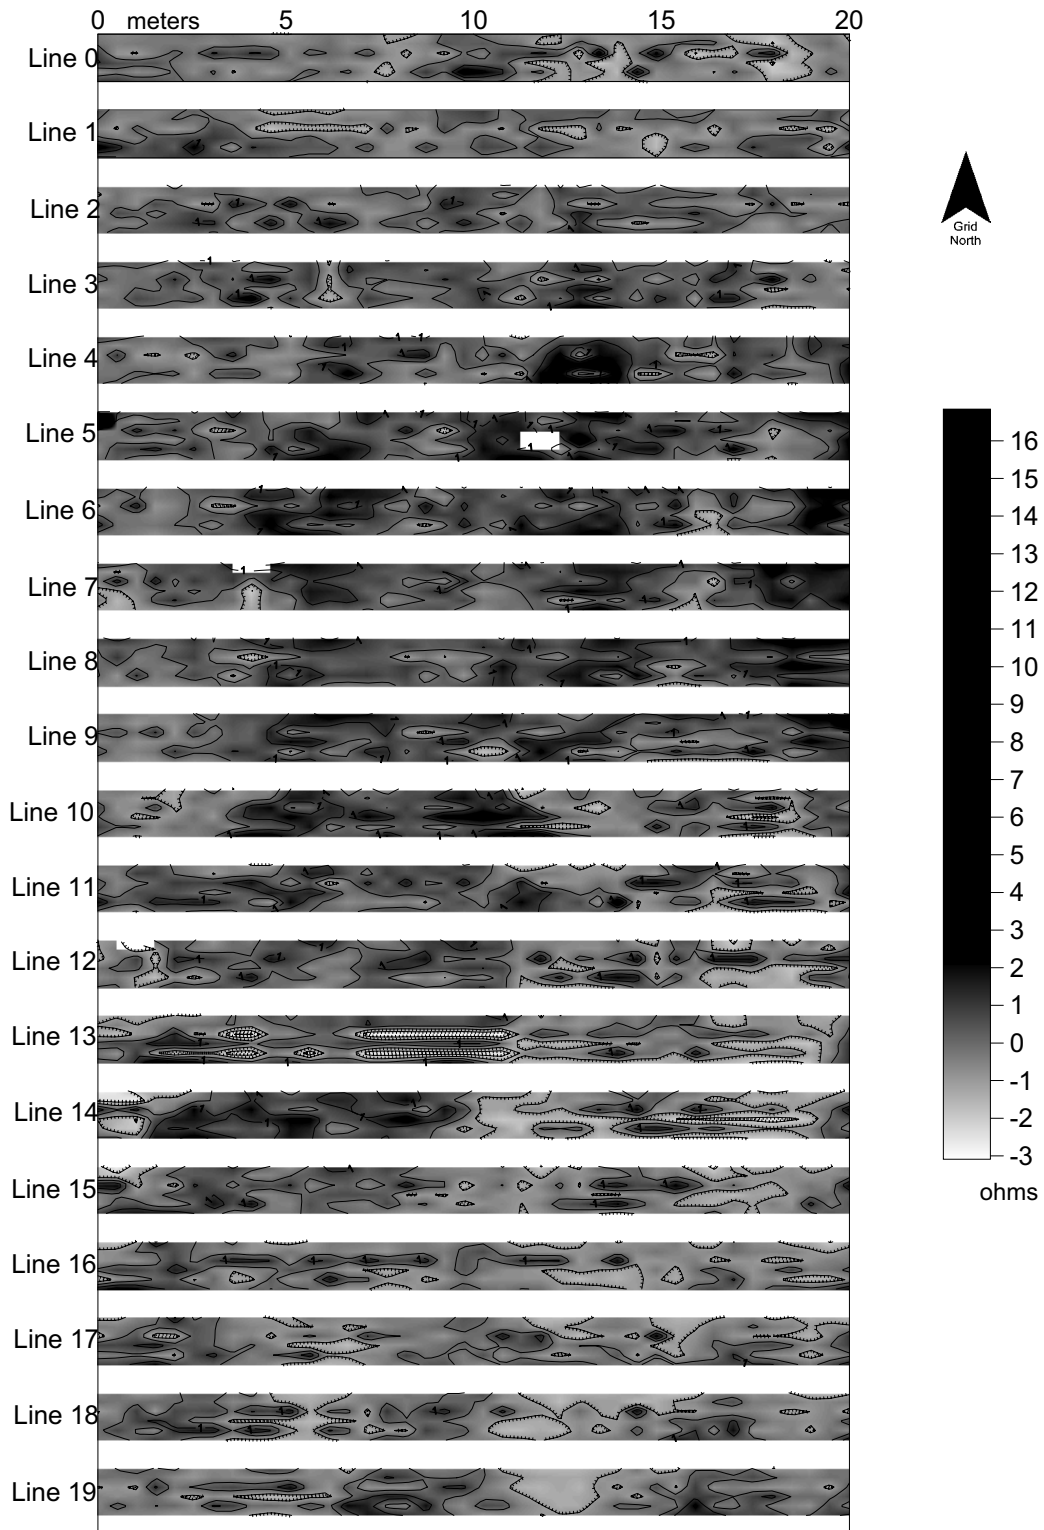 0 meters 5 10 15 20
Line 0
Line 1
Line 2
Line 3
Line 4
Line 5
Line 6
Line 7
Line 8
Line 9
Line 10
Line 11
Line 12
Line 13
Line 14
Line 15
Line 16
Line 17
Line 18
Line 19
Grid
North
16
15
14
13
12
11
10
9
8
7
6
5
4
3
2
1
0
-1
-2
-3
ohms